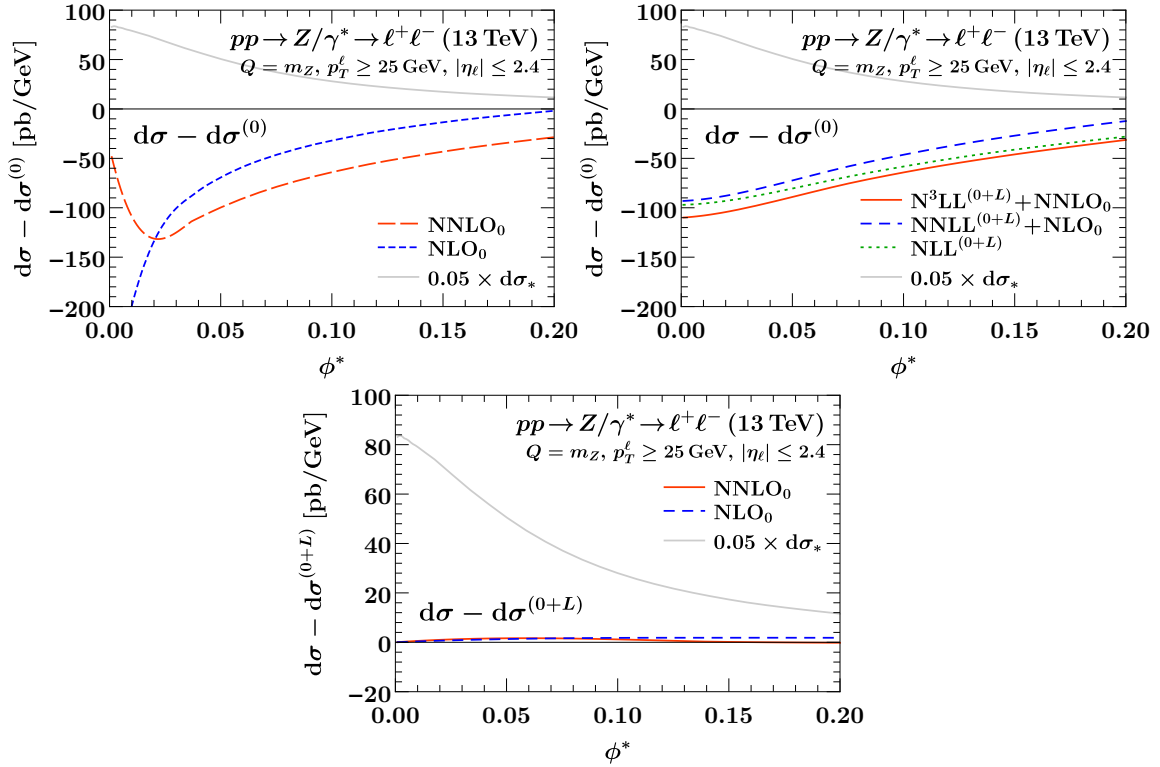 pp → Z/γ* → ℓ⁺ℓ⁻ (13 TeV)
Q = m_Z, p_T^ℓ ≥ 25 GeV, |η_ℓ| ≤ 2.4
dσ − dσ^(0)
NNLO₀
NLO₀
0.05 × dσ_*
dσ − dσ^(0) [pb/GeV]
100
50
0
−50
−100
−150
−200
0.00 0.05 0.10 0.15 0.20
ϕ*
pp → Z/γ* → ℓ⁺ℓ⁻ (13 TeV)
Q = m_Z, p_T^ℓ ≥ 25 GeV, |η_ℓ| ≤ 2.4
dσ − dσ^(0)
N³LL^(0+L)+NNLO₀
NNLL^(0+L)+NLO₀
NLL^(0+L)
0.05 × dσ_*
dσ − dσ^(0) [pb/GeV]
100
50
0
−50
−100
−150
−200
0.00 0.05 0.10 0.15 0.20
ϕ*
pp → Z/γ* → ℓ⁺ℓ⁻ (13 TeV)
Q = m_Z, p_T^ℓ ≥ 25 GeV, |η_ℓ| ≤ 2.4
NNLO₀
NLO₀
0.05 × dσ_*
dσ − dσ^(0+L)
dσ − dσ^(0+L) [pb/GeV]
100
80
60
40
20
0
−20
0.00 0.05 0.10 0.15 0.20
ϕ*